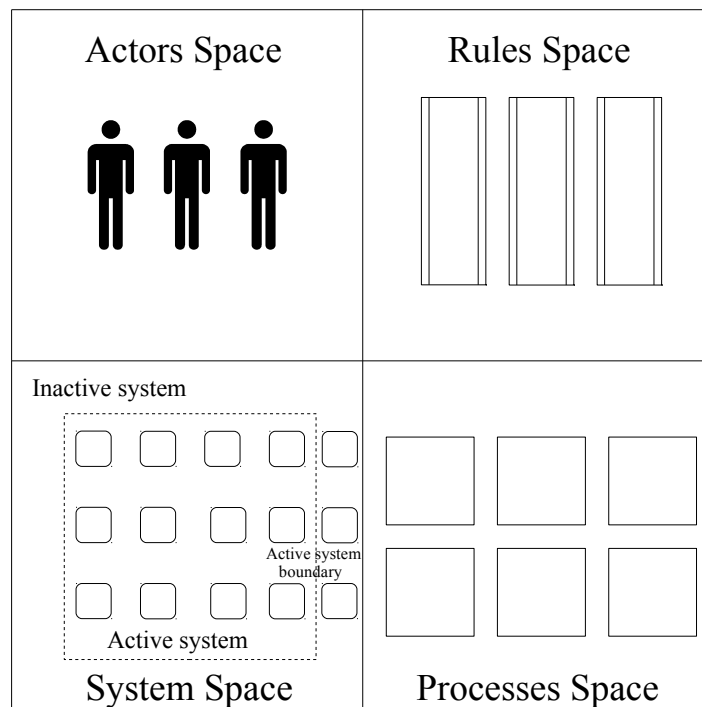 Actors Space
Rules Space
Inactive system
Active system
boundary
Active system
System Space
Processes Space